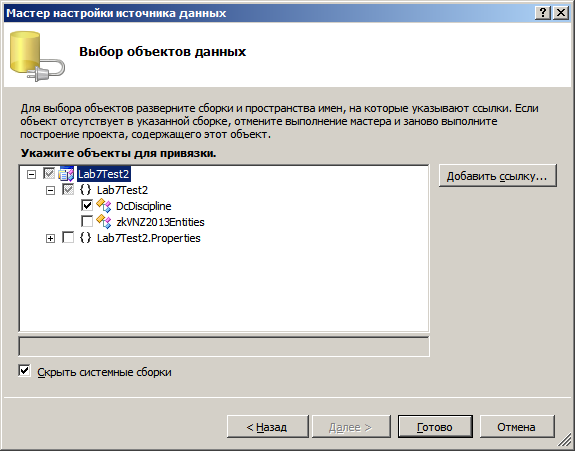 Мастер настройки источника данных
Выбор объектов данных
Для выбора объектов разверните сборки и пространства имен, на которые указывают ссылки. Если
объект отсутствует в указанной сборке, отмените выполнение мастера и заново выполните
построение проекта, содержащего этот объект.
Укажите объекты для привязки.
Lab7Test2
Добавить ссылку...
{} Lab7Test2
DcDiscipline
zkVNZ2013Entities
{} Lab7Test2.Properties
Скрыть системные сборки
< Назад
Далее >
Готово
Отмена